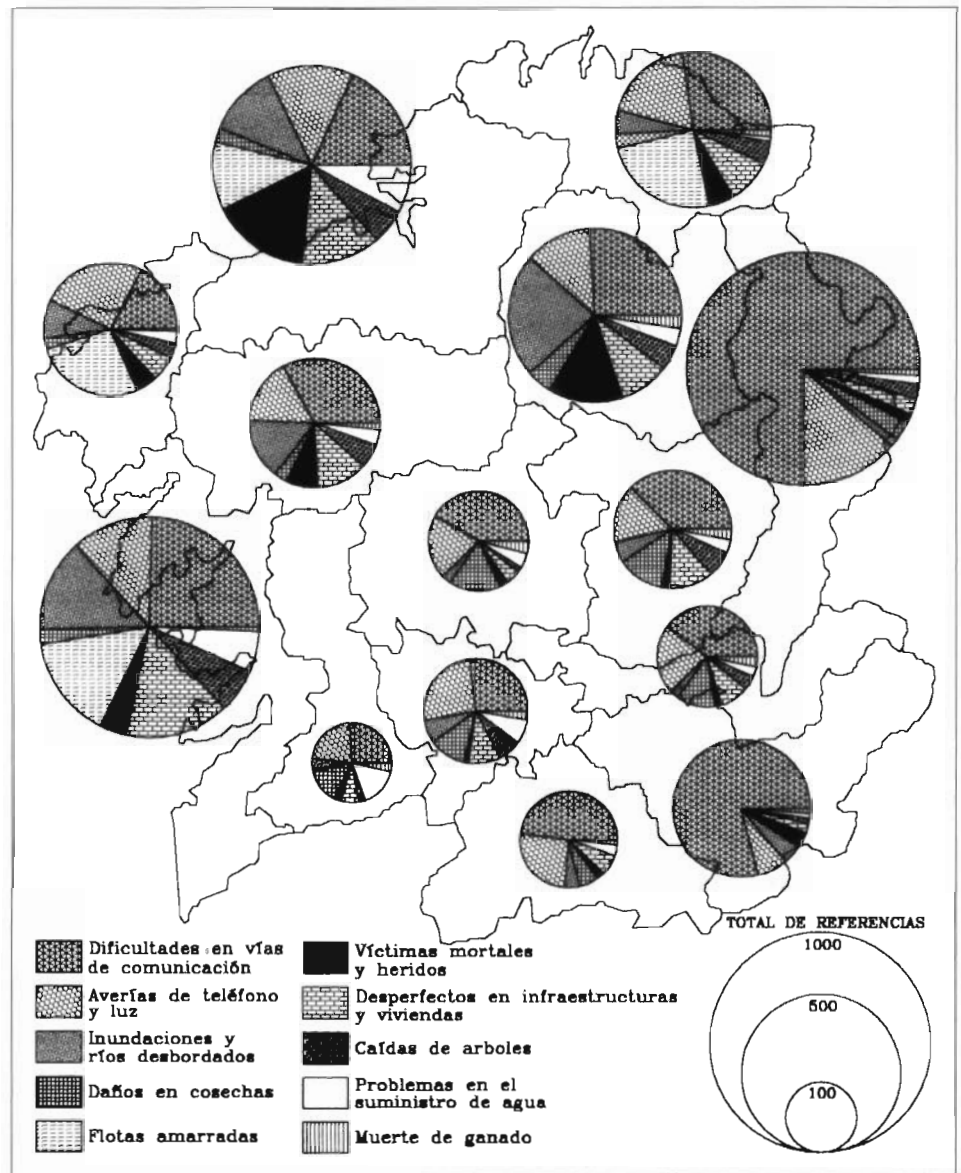 TOTAL DE REFERENCIAS
1000
500
100
Dificultades en vías
de comunicación
Averías de teléfono
y luz
Inundaciones y
ríos desbordados
Daños en cosechas
Flotas amarradas
Víctimas mortales
y heridos
Desperfectos en infraestructuras
y viviendas
Caídas de arboles
Problemas en el
suministro de agua
Muerte de ganado